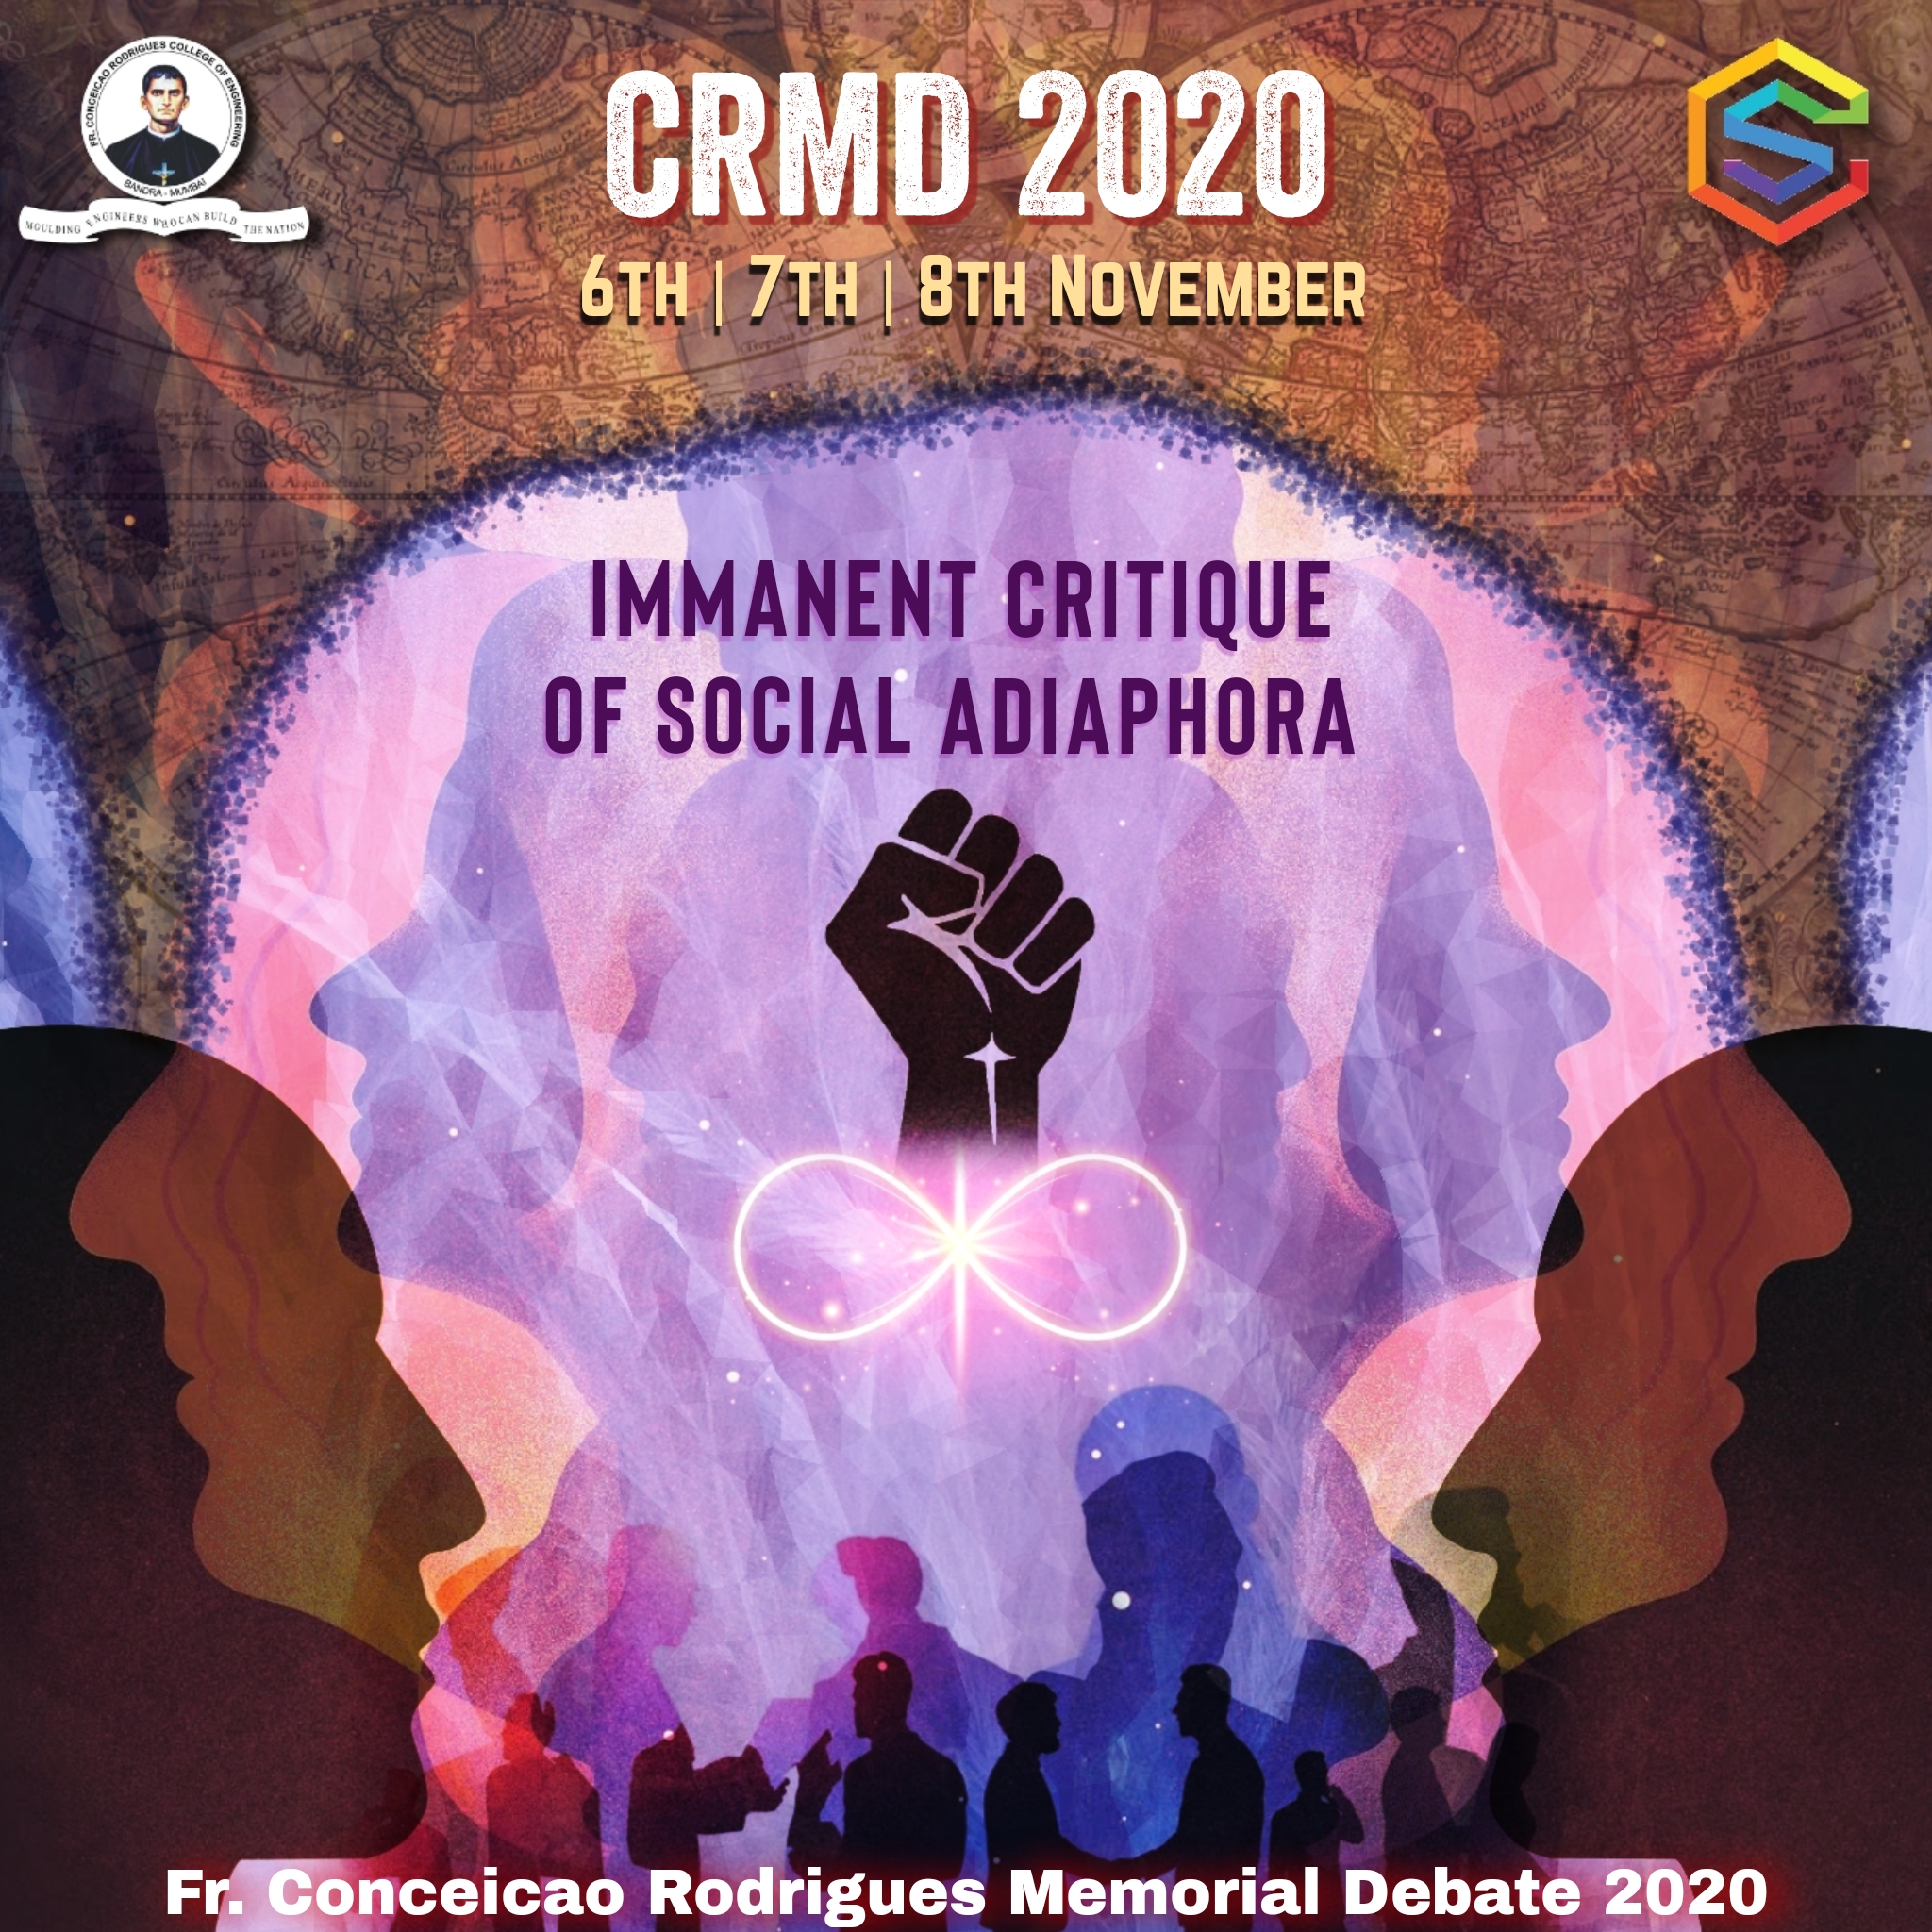 FR. CONCEICAO RODRIGUES COLLEGE OF ENGINEERING
BANDRA - MUMBAI
MOULDING ENGINEERS WHO CAN BUILD THE NATION
CRMD 2020
6TH | 7TH | 8TH NOVEMBER
IMMANENT CRITIQUE
OF SOCIAL ADIAPHORA
Fr. Conceicao Rodrigues Memorial Debate 2020